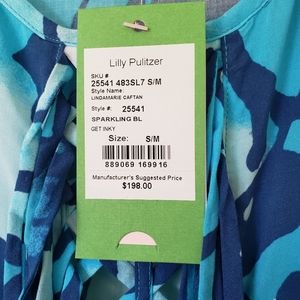 Lilly Pulitzer
SKU #
25541 483SL7 S/M
Style Name:
LINDAMARIE CAFTAN
Style #: 25541
SPARKLING BL
GET INKY
Size: S/M
889069 169916
Manufacturer's Suggested Price
$198.00